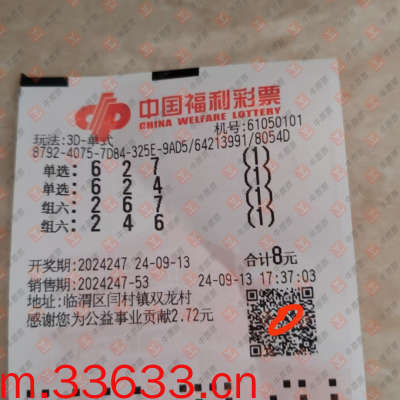 中国福利彩票
CHINA WELFARE LOTTERY
玩法:3D-单式 机号:61050101
8792-4075-7D84-325E-9AD5/64213991/8054D
单选: 6 2 7 (1)
单选: 6 2 4 (1)
组六: 2 6 7 (1)
组六: 2 4 6 (1)
开奖期:2024247 24-09-13 合计8元
销售期:2024247-53 24-09-13 17:37:03
地址:临渭区闫村镇双龙村
感谢您为公益事业贡献2.72元
m.33633.cn